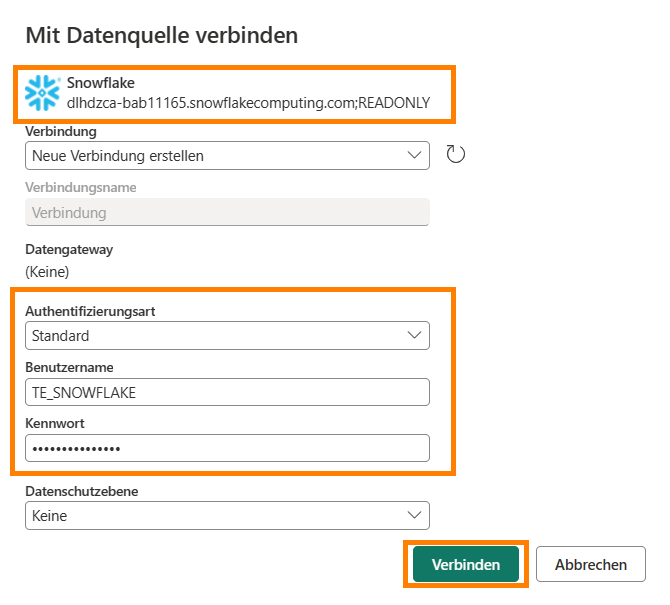 Mit Datenquelle verbinden
Snowflake
dlhdzca-bab11165.snowflakecomputing.com;READONLY
Verbindung
Neue Verbindung erstellen
Verbindungsname
Verbindung
Datengateway
(Keine)
Authentifizierungsart
Standard
Benutzername
TE_SNOWFLAKE
Kennwort
•••••••••••••••
Datenschutzebene
Keine
Verbinden
Abbrechen